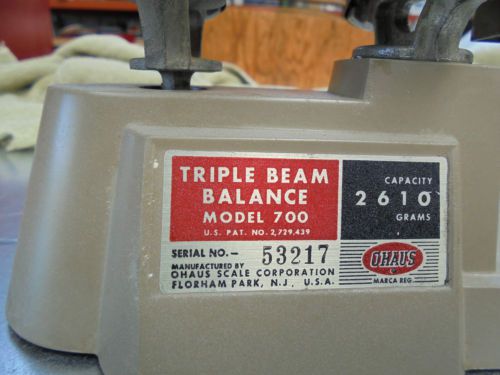 TRIPLE BEAM
BALANCE
MODEL 700
U.S. PAT. NO. 2,729,439
CAPACITY
2610
GRAMS
SERIAL NO.- 53217
MANUFACTURED BY
OHAUS SCALE CORPORATION
FLORHAM PARK, N.J., U.S.A.
OHAUS
MARCA REG